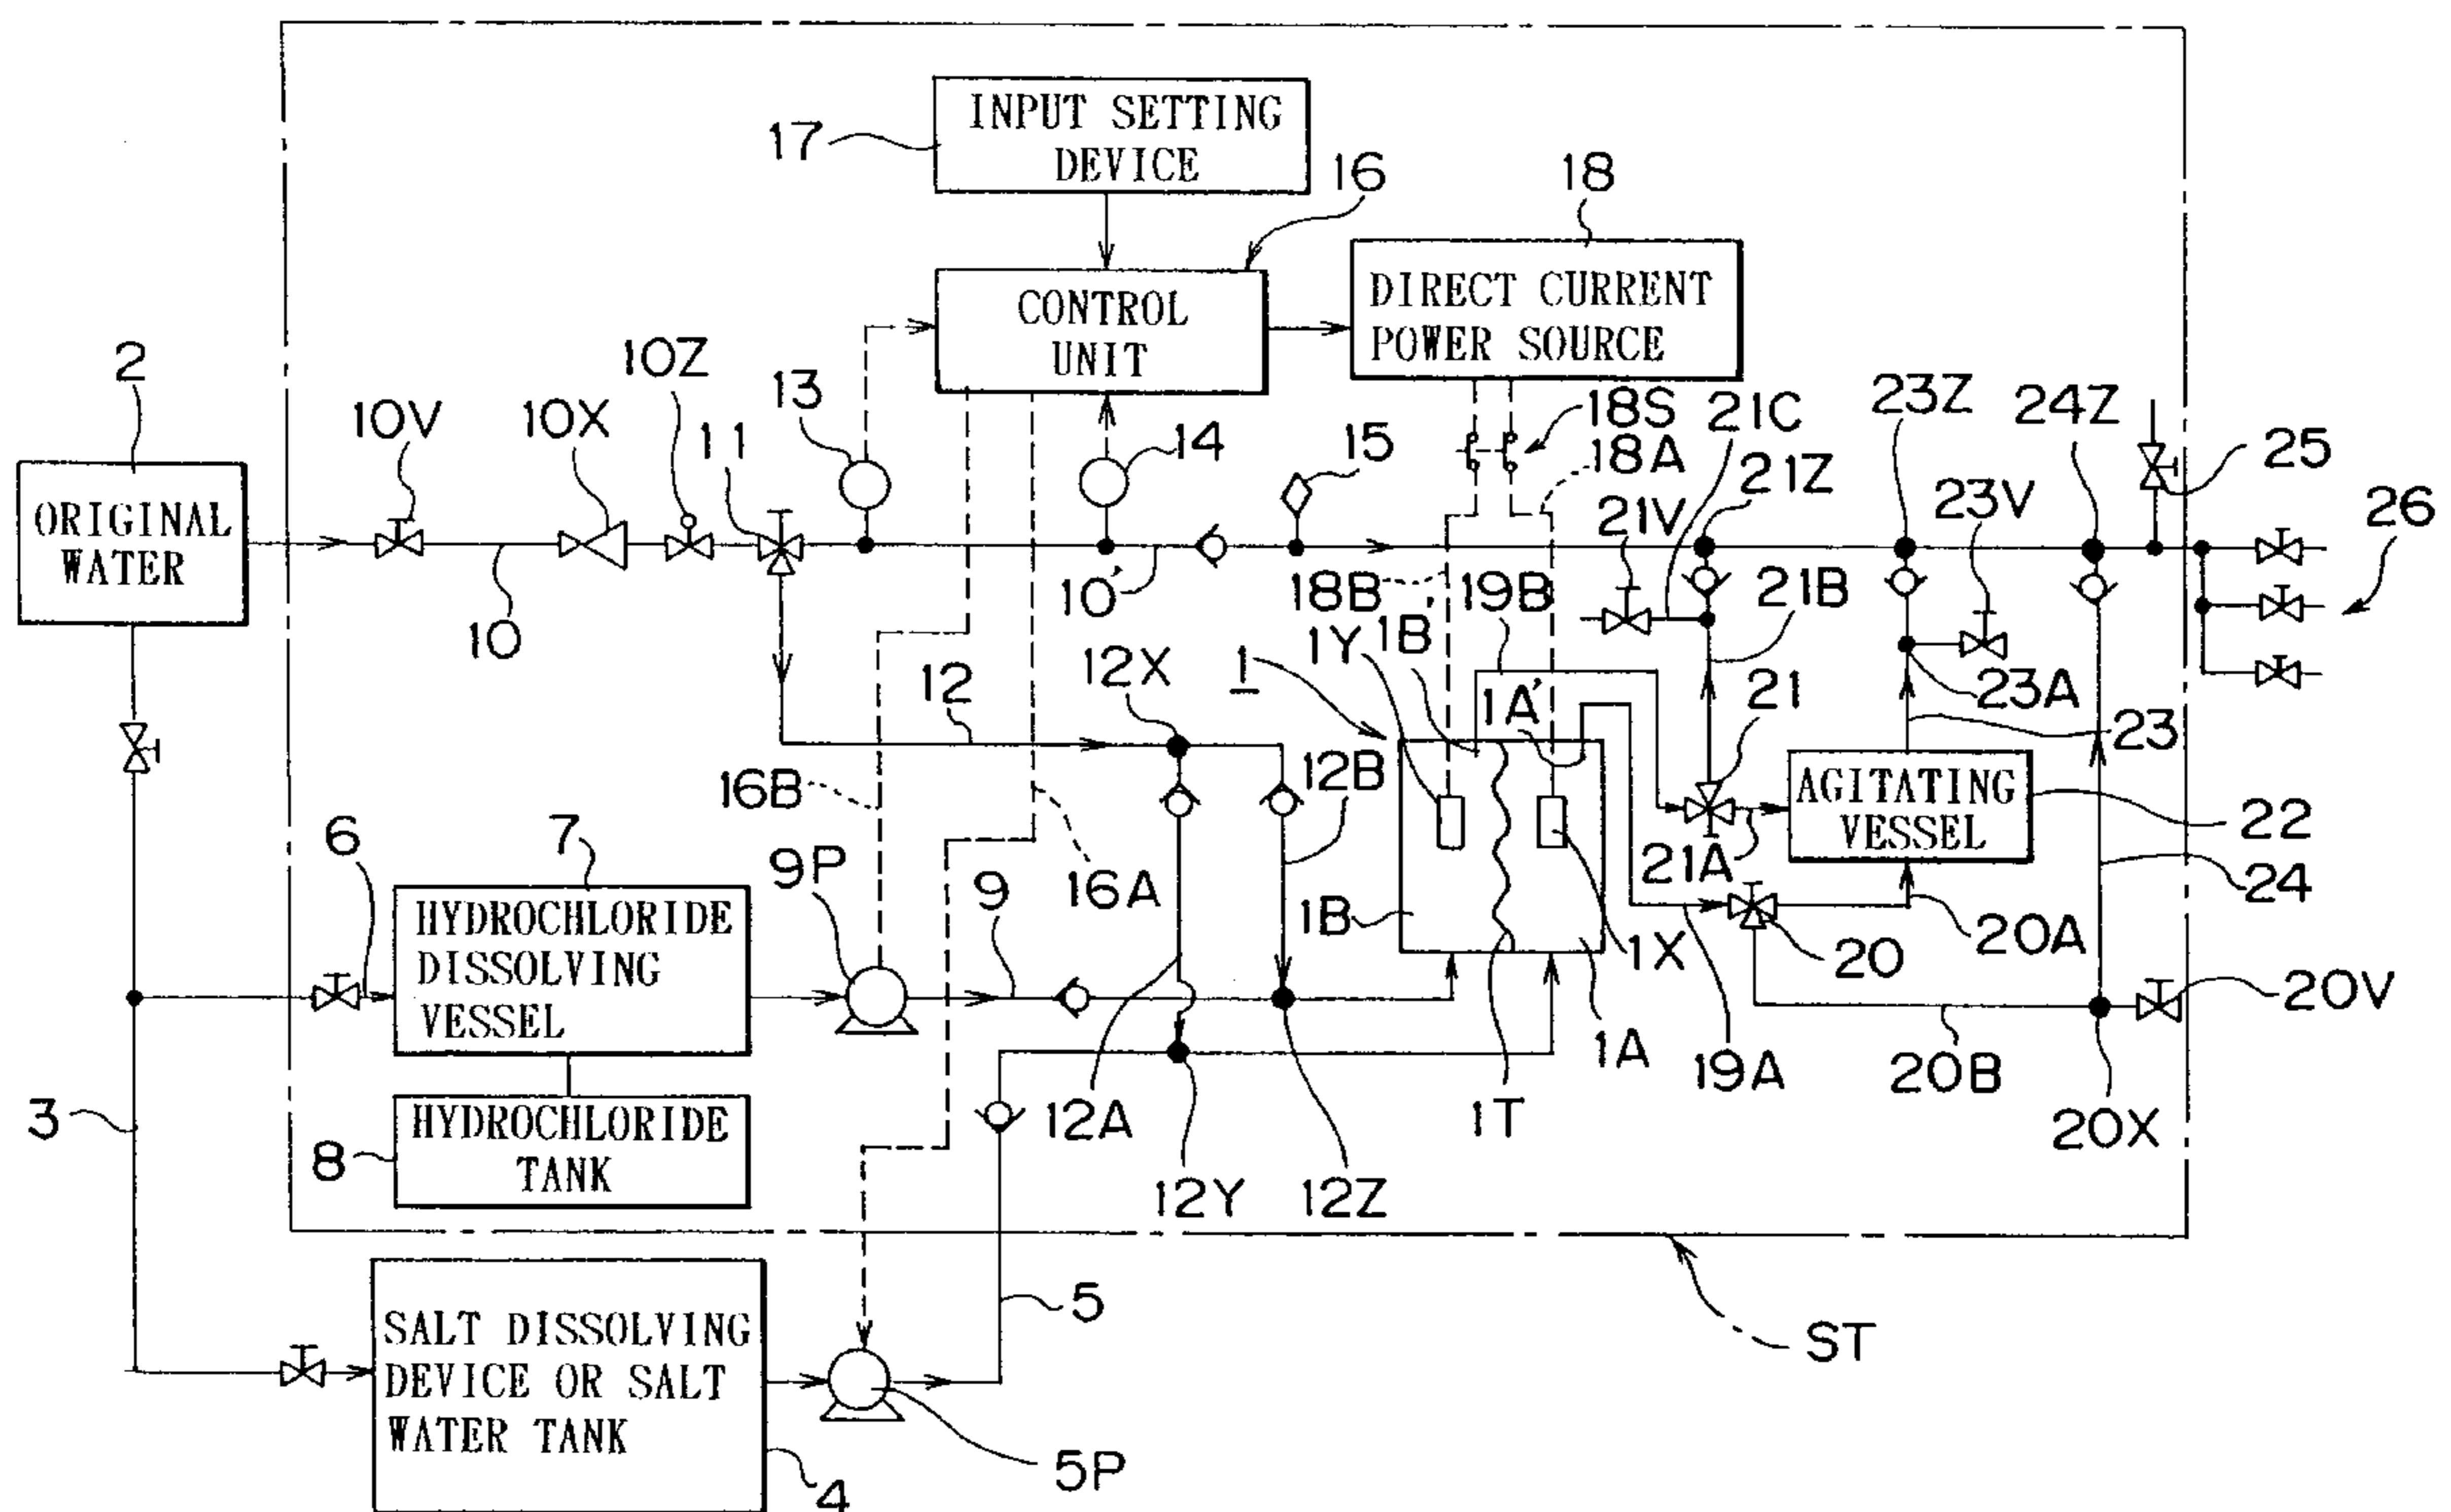 INPUT SETTING
DEVICE
17
16
18
CONTROL
UNIT
DIRECT CURRENT
POWER SOURCE
2
10V
10X
10Z
11
13
14
15
18S
18A
21C
21Z
21V
23Z
24Z
23V
25
26
ORIGINAL
WATER
10
10'
18B
19B
21B
1B'
1Y
1
1A'
12
12X
12B
16B
16A
21
23A
23
AGITATING
VESSEL
22
21A
24
6
7
9P
9
1B
1X
20
20A
20V
HYDROCHLORIDE
DISSOLVING
VESSEL
1A
19A
20B
20X
3
8
HYDROCHLORIDE
TANK
12A
1T
12Y
12Z
5
ST
SALT DISSOLVING
DEVICE OR SALT
WATER TANK
5P
4